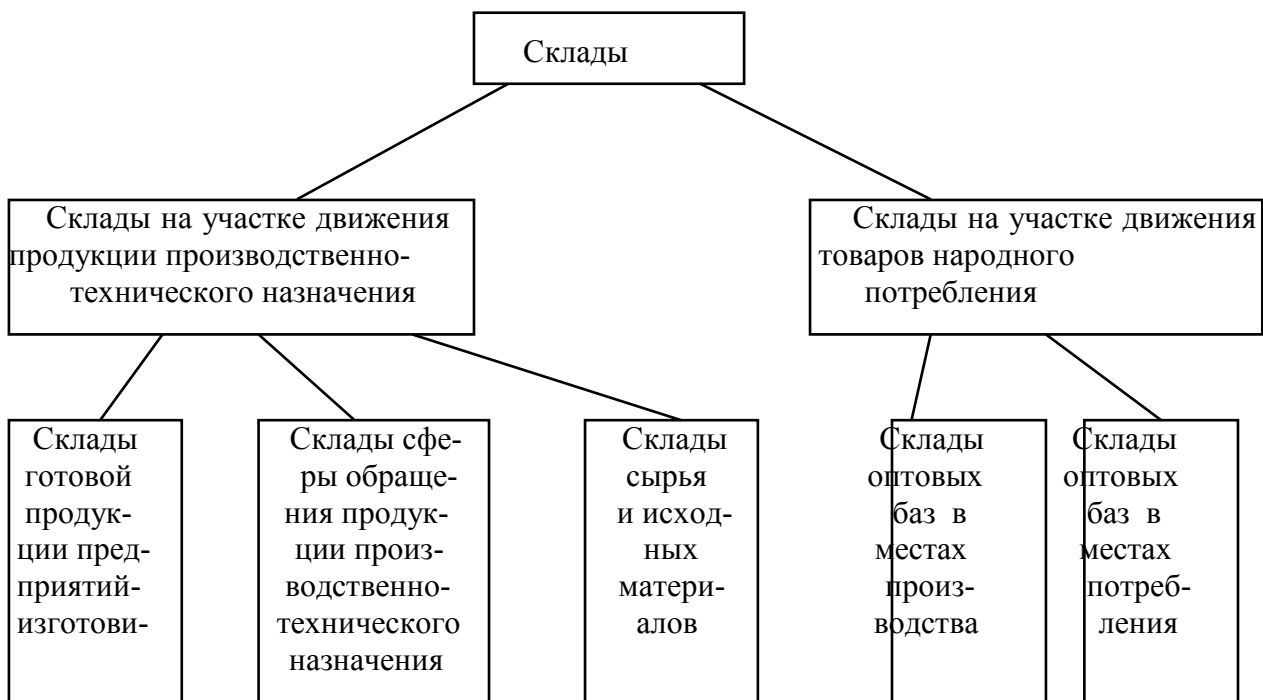 Склады
Склады на участке движения
продукции производственно-
технического назначения
Склады на участке движения
товаров народного
потребления
Склады
готовой
продук-
ции пред-
приятий-
изготови-
Склады сфе-
ры обраще-
ния продук-
ции произ-
водственно-
технического
назначения
Склады
сырья
и исход-
ных
матери-
алов
Склады
оптовых
баз в
местах
произ-
водства
Склады
оптовых
баз в
местах
потреб-
ления